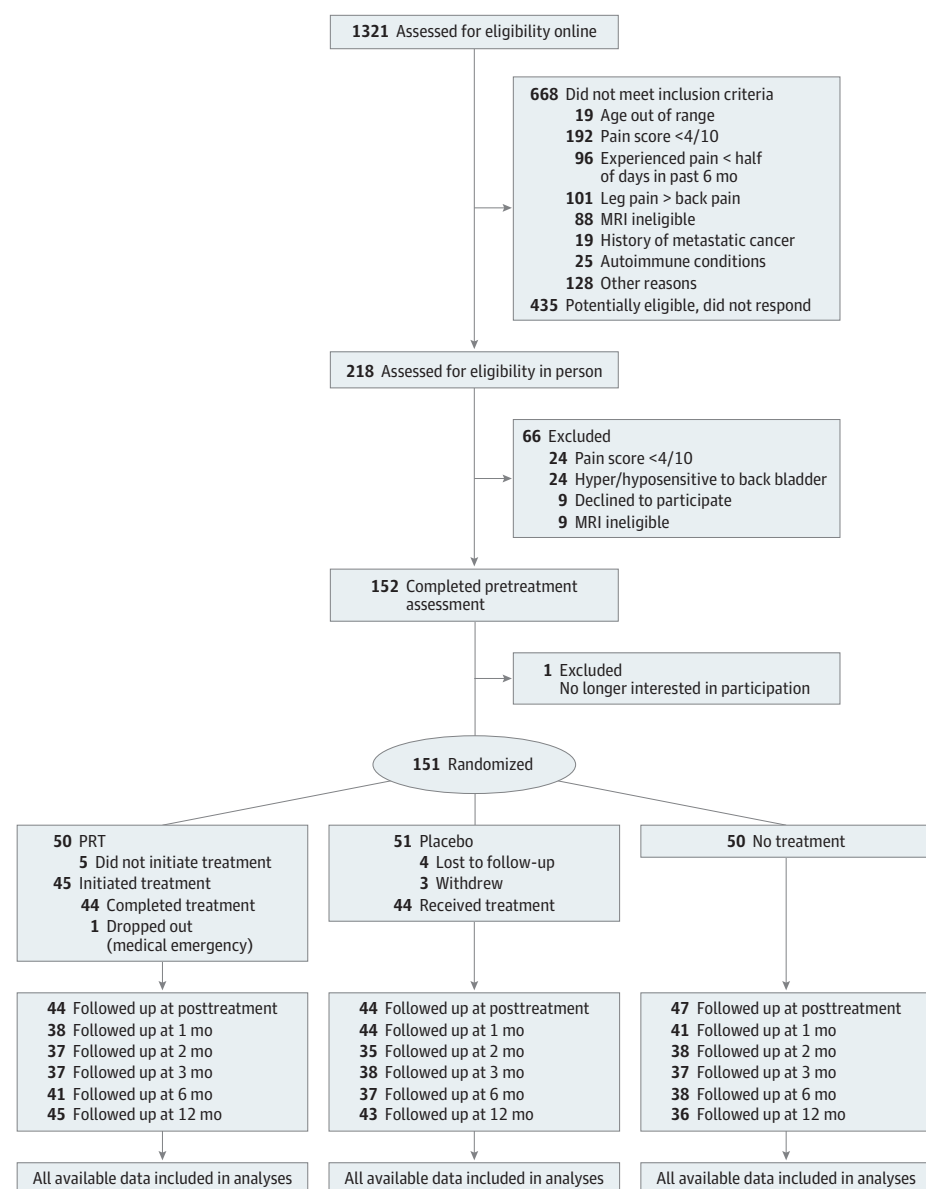 1321 Assessed for eligibility online
668 Did not meet inclusion criteria
19 Age out of range
192 Pain score <4/10
96 Experienced pain < half
of days in past 6 mo
101 Leg pain > back pain
88 MRI ineligible
19 History of metastatic cancer
25 Autoimmune conditions
128 Other reasons
435 Potentially eligible, did not respond
218 Assessed for eligibility in person
66 Excluded
24 Pain score <4/10
24 Hyper/hyposensitive to back bladder
9 Declined to participate
9 MRI ineligible
152 Completed pretreatment
assessment
1 Excluded
No longer interested in participation
151 Randomized
50 PRT
5 Did not initiate treatment
45 Initiated treatment
44 Completed treatment
1 Dropped out
(medical emergency)
51 Placebo
4 Lost to follow-up
3 Withdrew
44 Received treatment
50 No treatment
44 Followed up at posttreatment
38 Followed up at 1 mo
37 Followed up at 2 mo
37 Followed up at 3 mo
41 Followed up at 6 mo
45 Followed up at 12 mo
44 Followed up at posttreatment
44 Followed up at 1 mo
35 Followed up at 2 mo
38 Followed up at 3 mo
37 Followed up at 6 mo
43 Followed up at 12 mo
47 Followed up at posttreatment
41 Followed up at 1 mo
38 Followed up at 2 mo
37 Followed up at 3 mo
38 Followed up at 6 mo
36 Followed up at 12 mo
All available data included in analyses
All available data included in analyses
All available data included in analyses